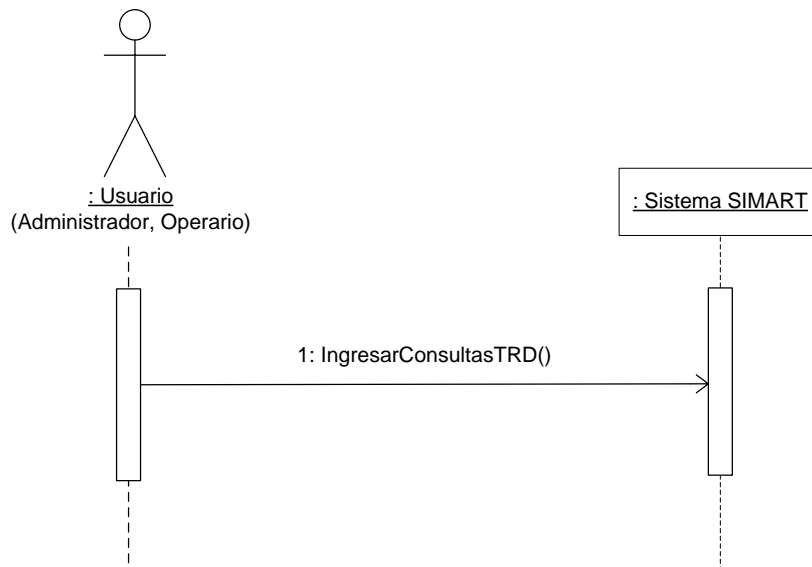 : Usuario
(Administrador, Operario)
: Sistema SIMART
1: IngresarConsultasTRD()